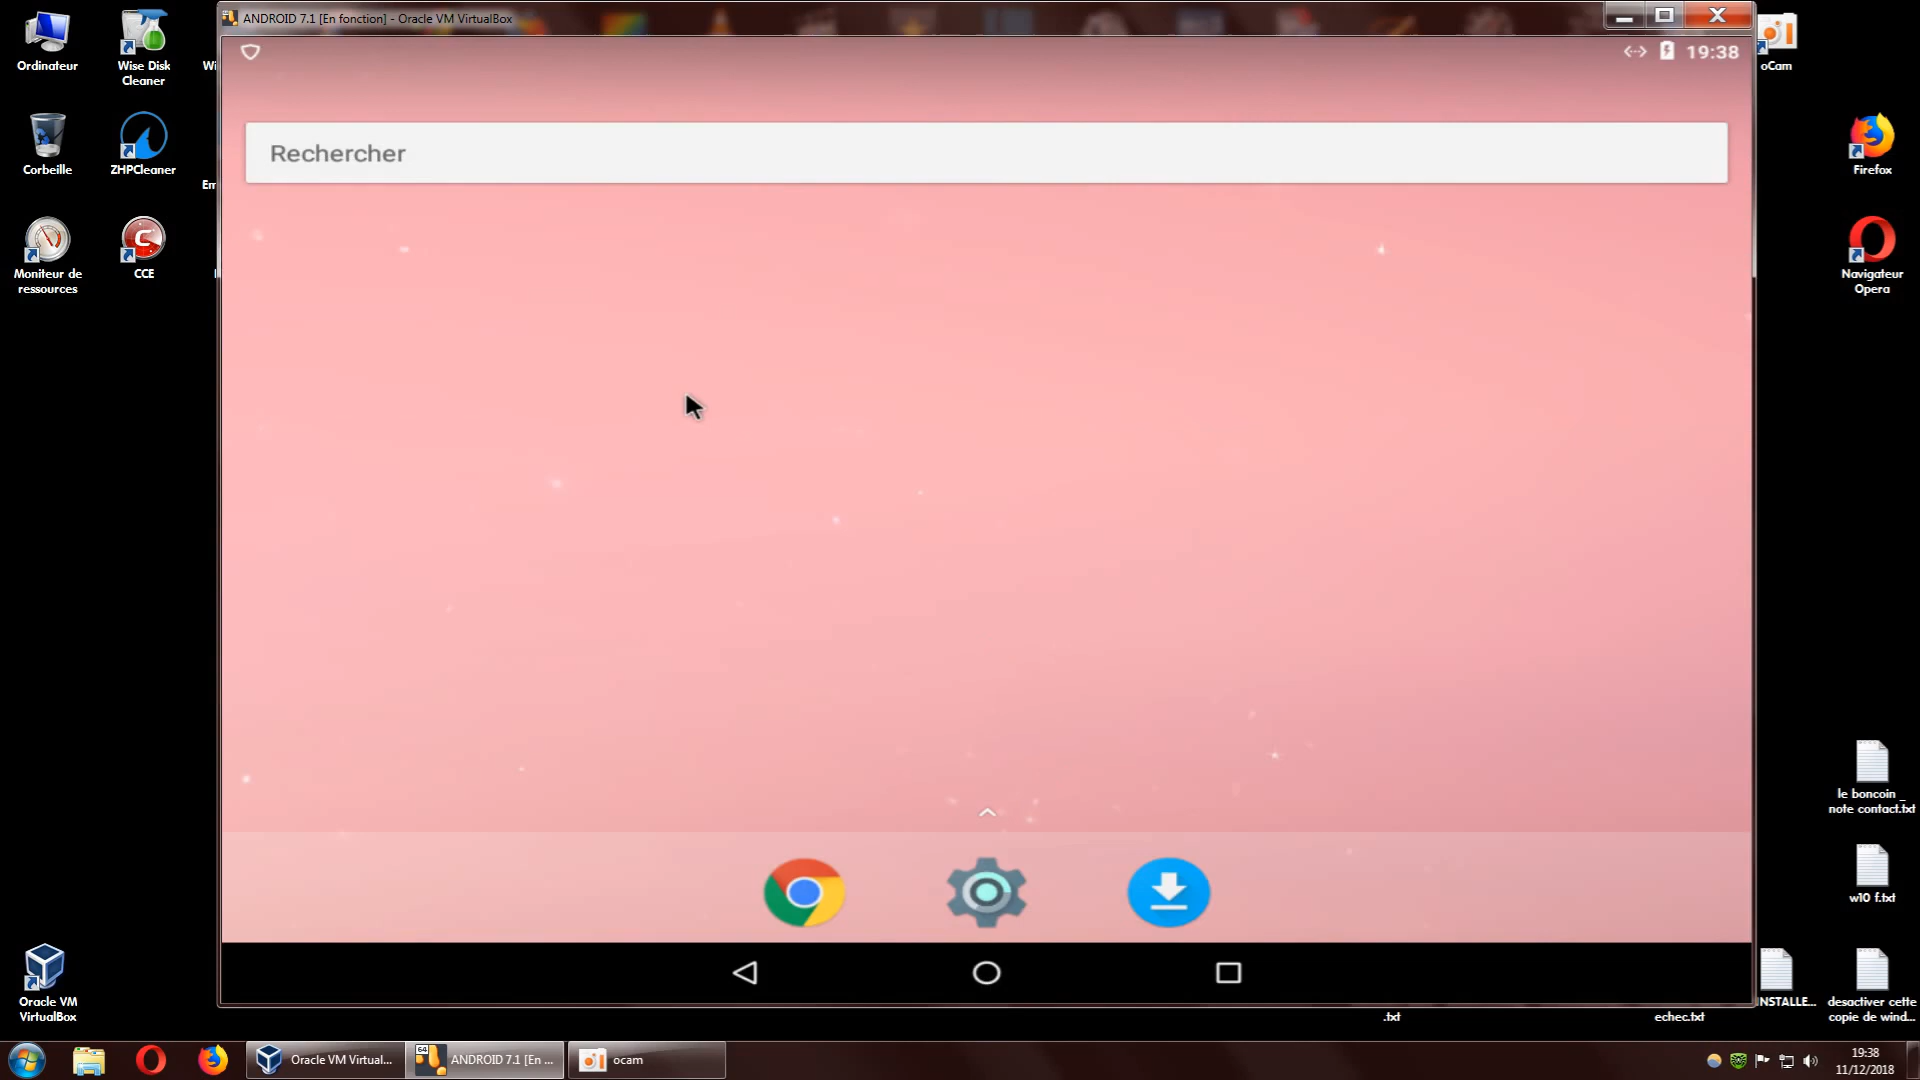 ANDROID 7.1 [En fonction] - Oracle VM VirtualBox
19:38
Rechercher
Ordinateur
Wise Disk
Cleaner
Wi
oCam
Corbeille
ZHPCleaner
Em
Firefox
Moniteur de
ressources
CCE
Navigateur
Opera
le boncoin _
note contact.txt
w10 f.txt
Oracle VM
VirtualBox
NSTALLE...
desactiver cette
copie de wind...
.txt
echec.txt
Oracle VM Virtual...
64
ANDROID 7.1 [En ...
ocam
19:38
11/12/2018